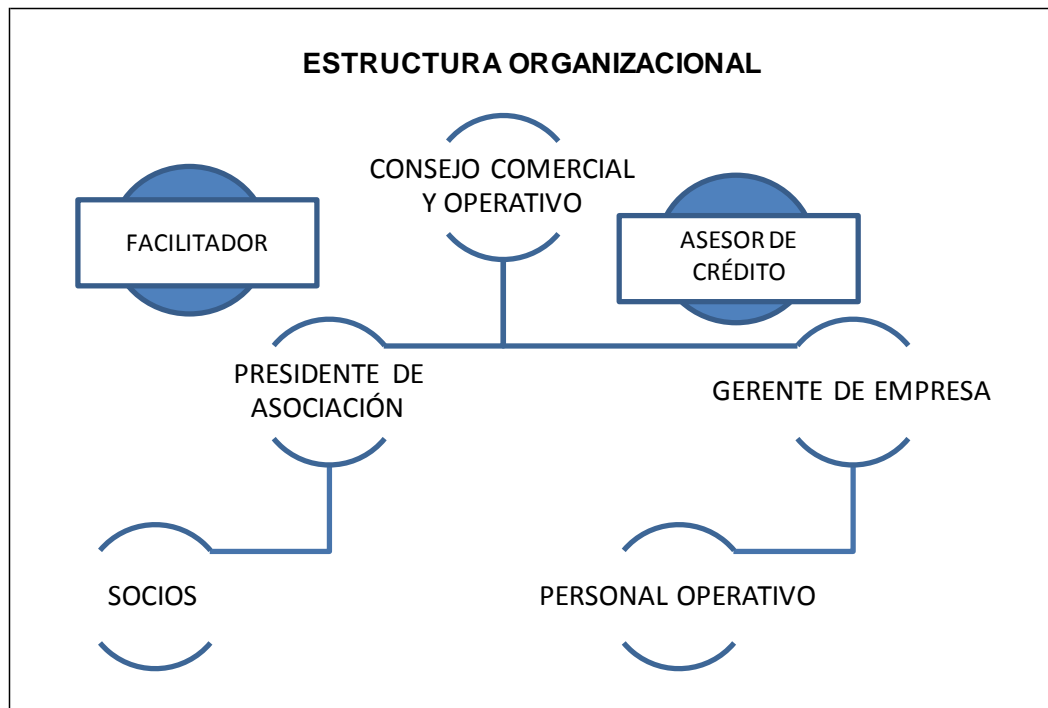 ESTRUCTURA ORGANIZACIONAL
CONSEJO COMERCIAL
Y OPERATIVO
FACILITADOR
ASESOR DE
CRÉDITO
PRESIDENTE DE
ASOCIACIÓN
GERENTE DE EMPRESA
SOCIOS
PERSONAL OPERATIVO